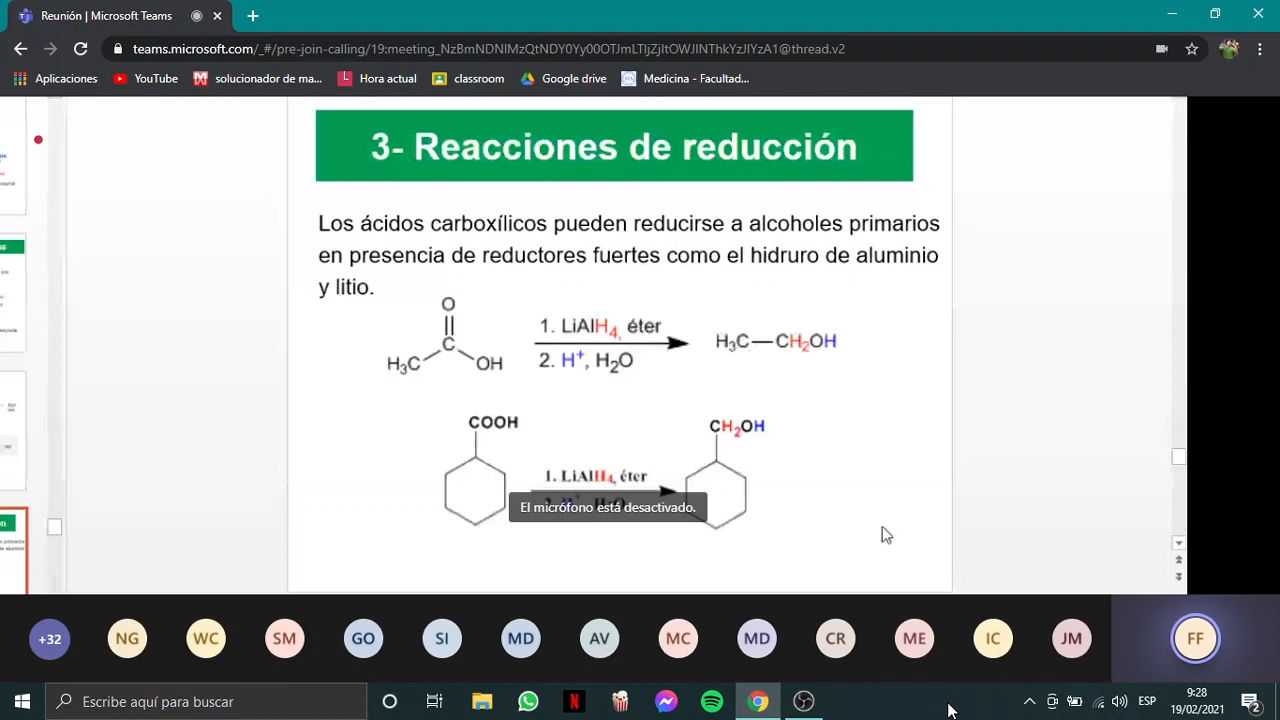 Reunión | Microsoft Teams
teams.microsoft.com/_#/pre-join-calling/19:meeting_NzBmNDNlMzQtNDY0Yy00OTJmLTljZjltOWJlNThkYzJlYzA1@thread.v2
Aplicaciones YouTube solucionador de ma... Hora actual classroom Google drive Medicina - Facultad...
3- Reacciones de reducción
Los ácidos carboxílicos pueden reducirse a alcoholes primarios
en presencia de reductores fuertes como el hidruro de aluminio
y litio.
O
C
H₃C OH
1. LiAlH₄, éter
2. H⁺, H₂O
H₃C—CH₂OH
COOH
1. LiAlH₄, éter
CH₂OH
El micrófono está desactivado.
+32 NG WC SM GO SI MD AV MC MD CR ME IC JM FF
Escribe aquí para buscar
ESP
9:28
19/02/2021
2